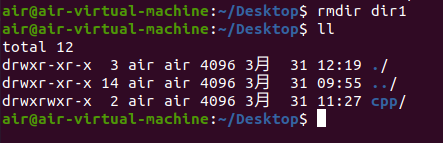 air@air-virtual-machine:~/Desktop$ rmdir dir1
air@air-virtual-machine:~/Desktop$ ll
total 12
drwxr-xr-x  3 air air 4096 3月  31 12:19 ./
drwxr-xr-x 14 air air 4096 3月  31 09:55 ../
drwxrwxr-x  2 air air 4096 3月  31 11:27 cpp/
air@air-virtual-machine:~/Desktop$